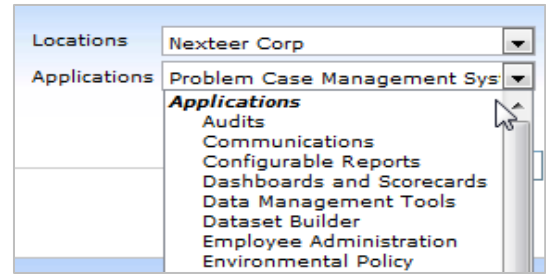 Locations Nexteer Corp
Applications Problem Case Management Sys
Applications
Audits
Communications
Configurable Reports
Dashboards and Scorecards
Data Management Tools
Dataset Builder
Employee Administration
Environmental Policy